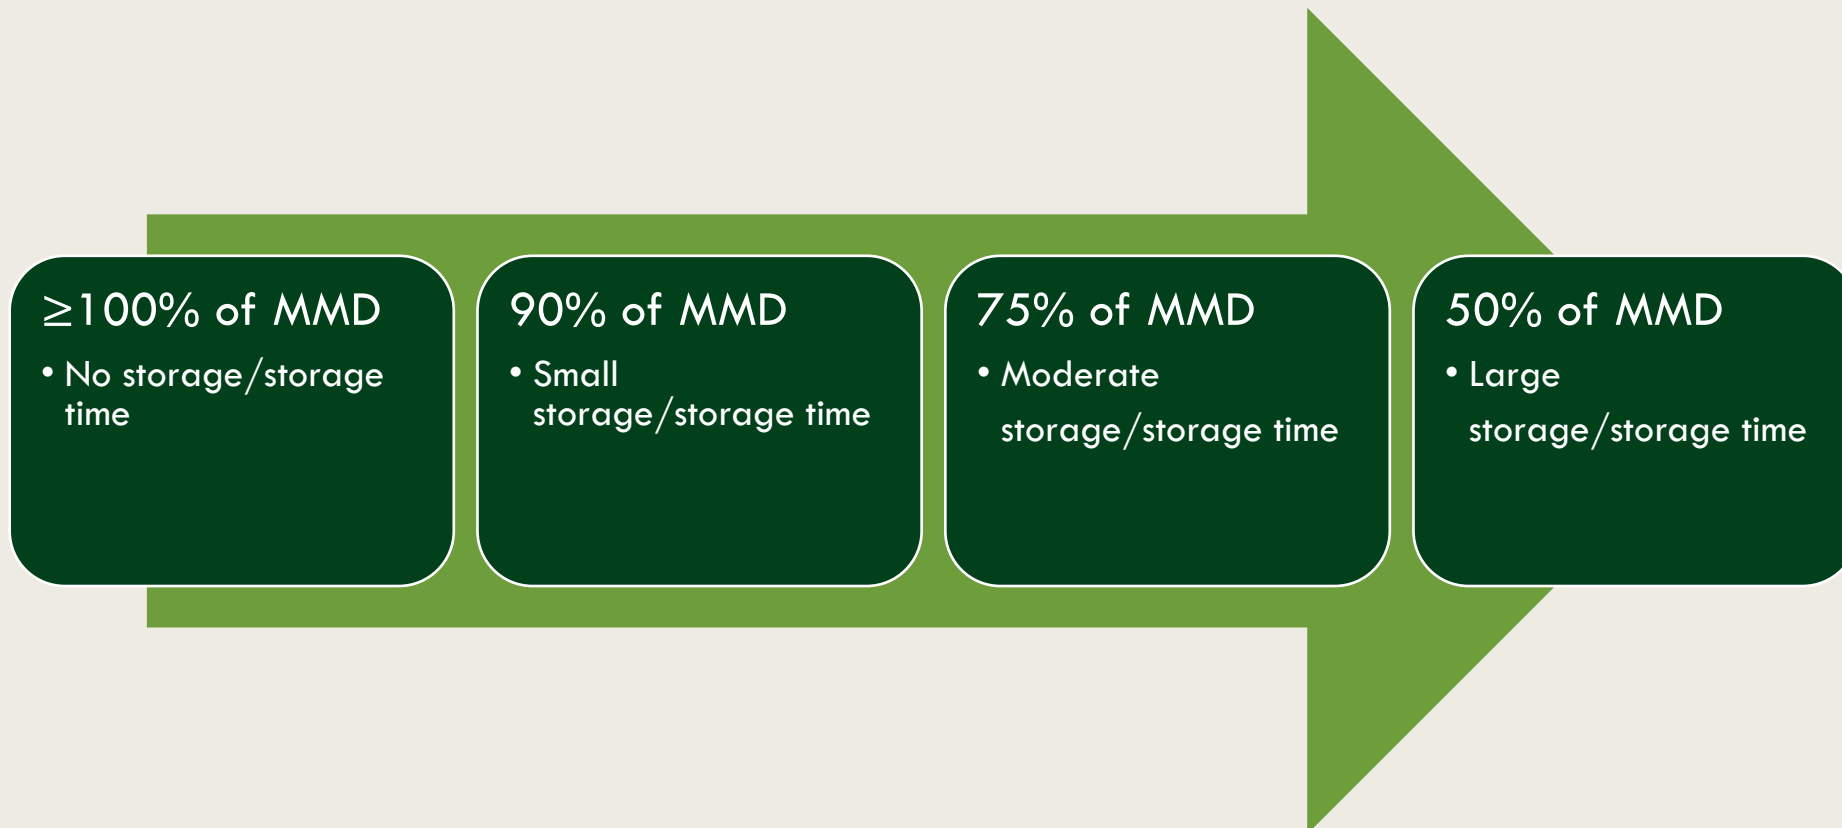 ≥100% of MMD
• No storage/storage
time
90% of MMD
• Small
storage/storage time
75% of MMD
• Moderate
storage/storage time
50% of MMD
• Large
storage/storage time